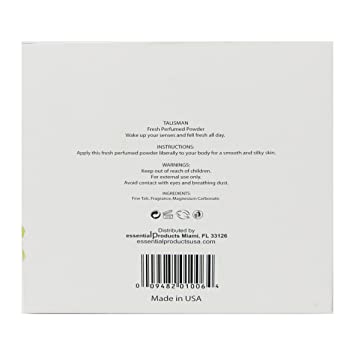 TALISMAN
Fresh Perfumed Powder
Wake up your senses and fell fresh all day.
INSTRUCTIONS:
Apply this fresh perfumed powder liberally to your body for a smooth and silky skin.
WARNINGS:
Keep out of reach of children.
For external use only.
Avoid contact with eyes and breathing dust.
INGREDIENTS:
Fine Talc, Fragrance, Magnesium Carbonate.
Distributed by
essentialProducts Miami, FL 33126
essentialproductsusa.com
0 09482 01006 4
Made in USA